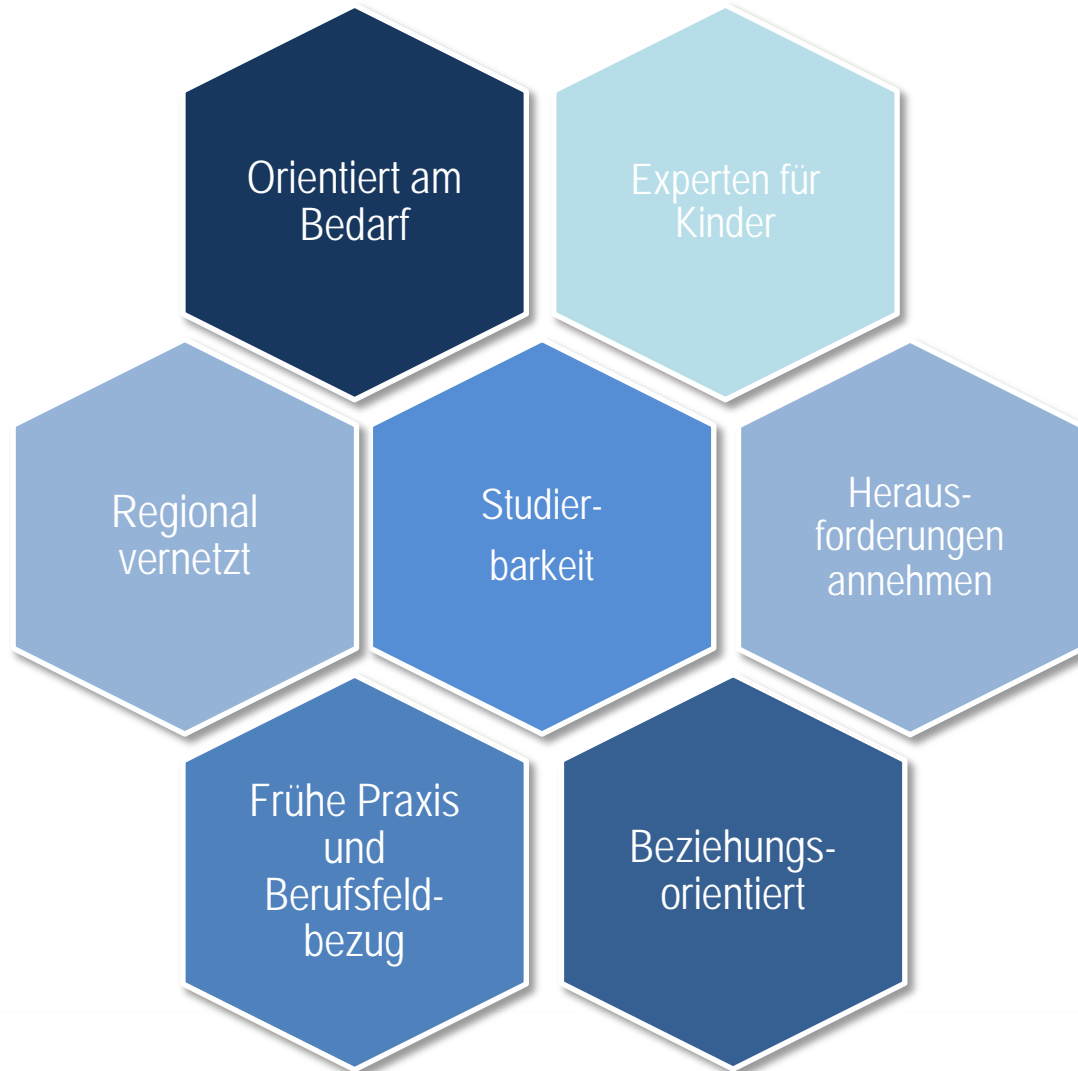 Orientiert am
Bedarf
Experten für
Kinder
Regional
vernetzt
Studier-
barkeit
Heraus-
forderungen
annehmen
Frühe Praxis
und
Berufsfeld-
bezug
Beziehungs-
orientiert